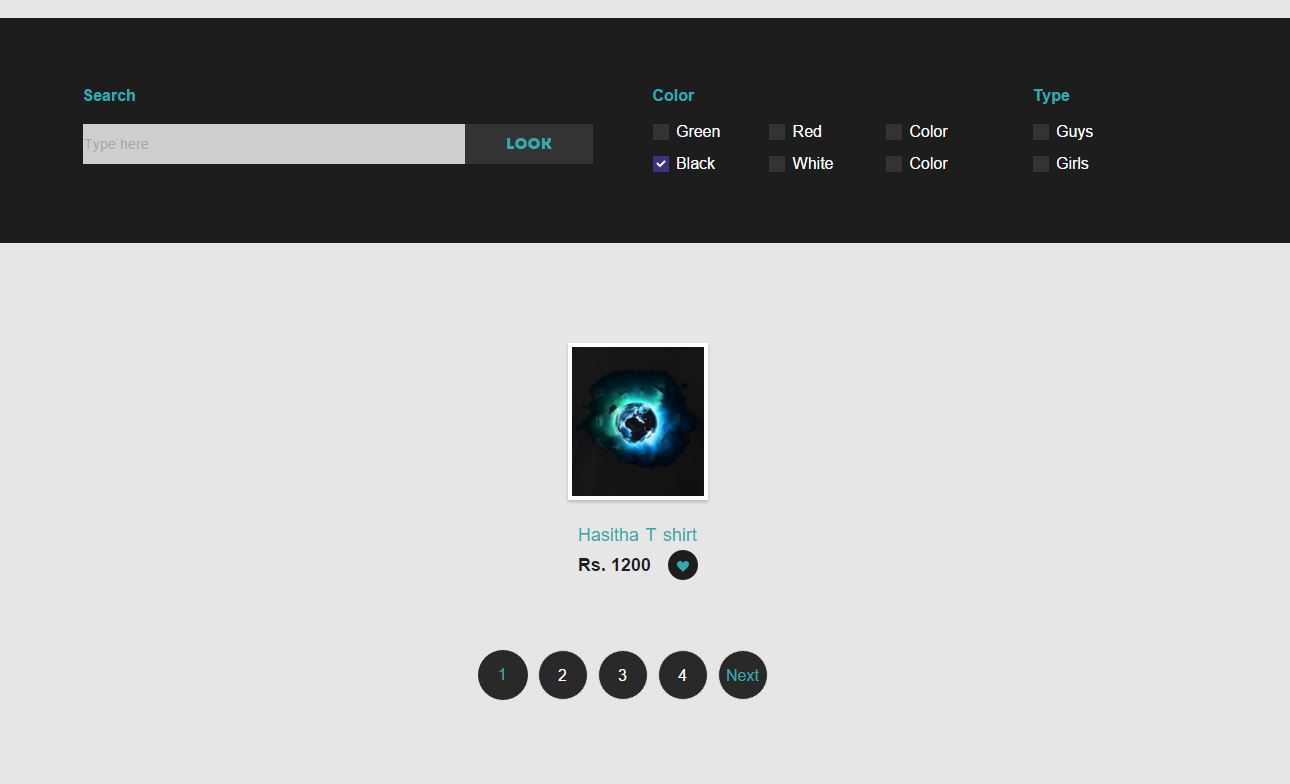 Search
Type here
LOOK
Color
Green
Red
Color
Black
White
Color
Type
Guys
Girls
Hasitha T shirt
Rs. 1200
1 2 3 4 Next